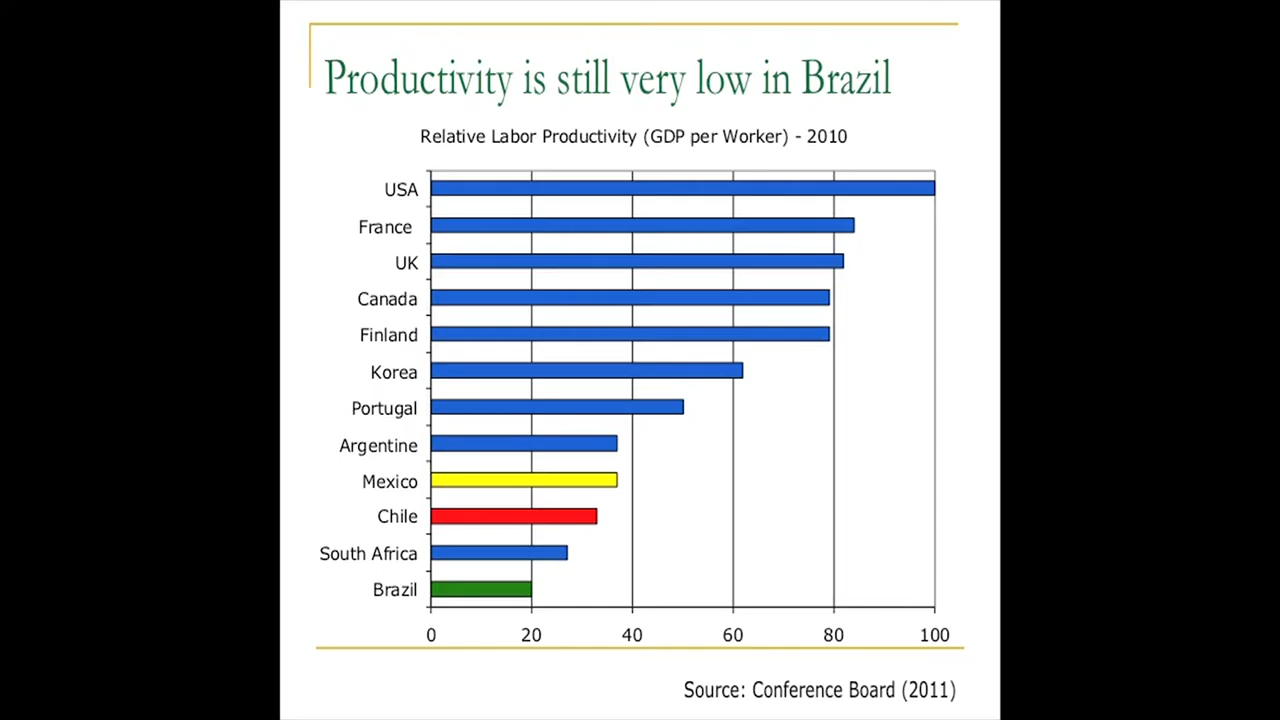 Productivity is still very low in Brazil
Relative Labor Productivity (GDP per Worker) - 2010
USA
France
UK
Canada
Finland
Korea
Portugal
Argentine
Mexico
Chile
South Africa
Brazil
0 20 40 60 80 100
Source: Conference Board (2011)